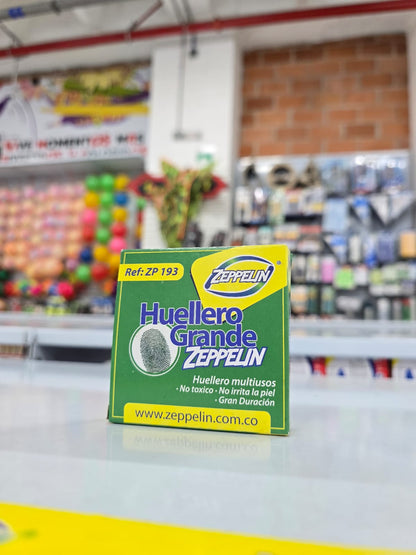 Ref: ZP 193
ZEPPELIN
®
Huellero
Grande
ZEPPELIN
Huellero multiusos
· No toxico - No irrita la piel
· Gran Duración
www.zeppelin.com.co